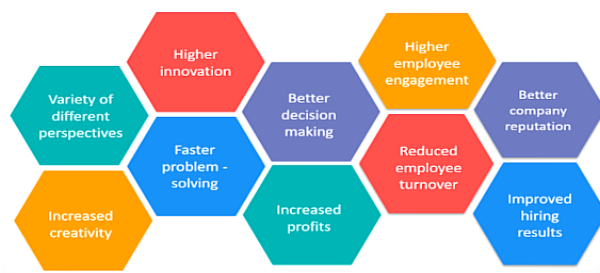 Variety of
different
perspectives
Increased
creativity
Higher
innovation
Faster
problem -
solving
Better
decision
making
Increased
profits
Higher
employee
engagement
Reduced
employee
turnover
Better
company
reputation
Improved
hiring
results